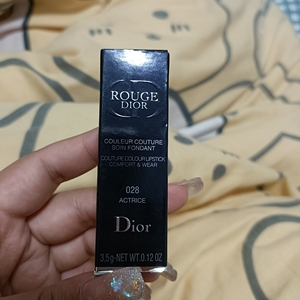 ROUGE
DIOR
COULEUR COUTURE
SOIN FONDANT
COUTURE COLOUR LIPSTICK
COMFORT & WEAR
028
ACTRICE
Dior
3,5g-NET WT.0.12 OZ